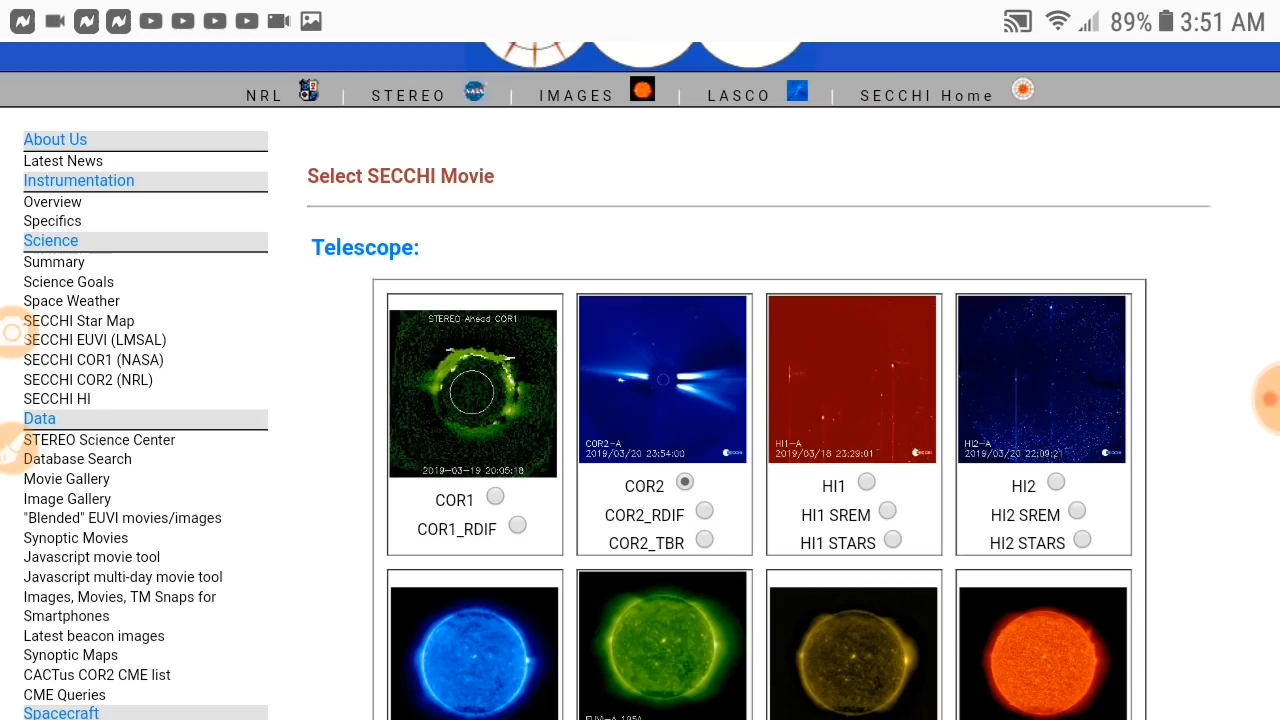 89% 3:51 AM
NRL | STEREO | IMAGES | LASCO | SECCHI Home
About Us
Latest News
Instrumentation
Overview
Specifics
Science
Summary
Science Goals
Space Weather
SECCHI Star Map
SECCHI EUVI (LMSAL)
SECCHI COR1 (NASA)
SECCHI COR2 (NRL)
SECCHI HI
Data
STEREO Science Center
Database Search
Movie Gallery
Image Gallery
"Blended" EUVI movies/images
Synoptic Movies
Javascript movie tool
Javascript multi-day movie tool
Images, Movies, TM Snaps for
Smartphones
Latest beacon images
Synoptic Maps
CACTus COR2 CME list
CME Queries
Spacecraft
Select SECCHI Movie
Telescope:
STEREO Ahead COR1
2019-03-19 20:05:18
COR1
COR1_RDIF
COR2-A
2019/03/20 23:54:00
COR2
COR2_RDIF
COR2_TBR
HI1-A
2019/03/18 23:29:01
HI1
HI1 SREM
HI1 STARS
HI2-A
2019/03/20 22:09:21
HI2
HI2 SREM
HI2 STARS